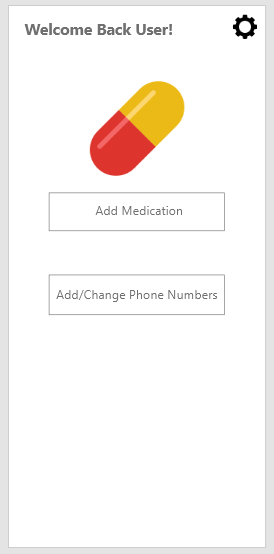 Welcome Back User!
Add Medication
Add/Change Phone Numbers